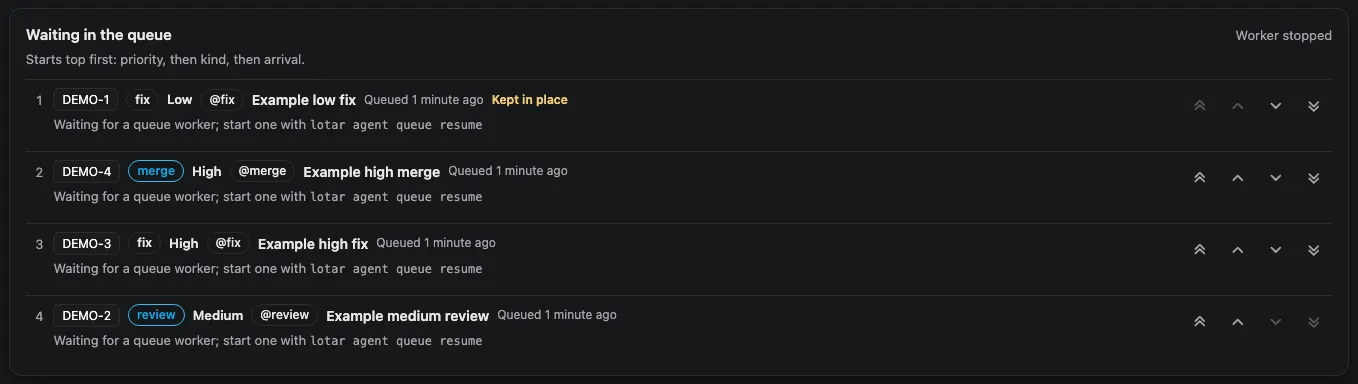 Waiting in the queue
Worker stopped
Starts top first: priority, then kind, then arrival.
1 DEMO-1 fix Low @fix Example low fix Queued 1 minute ago Kept in place
Waiting for a queue worker; start one with lotar agent queue resume
2 DEMO-4 merge High @merge Example high merge Queued 1 minute ago
Waiting for a queue worker; start one with lotar agent queue resume
3 DEMO-3 fix High @fix Example high fix Queued 1 minute ago
Waiting for a queue worker; start one with lotar agent queue resume
4 DEMO-2 review Medium @review Example medium review Queued 1 minute ago
Waiting for a queue worker; start one with lotar agent queue resume